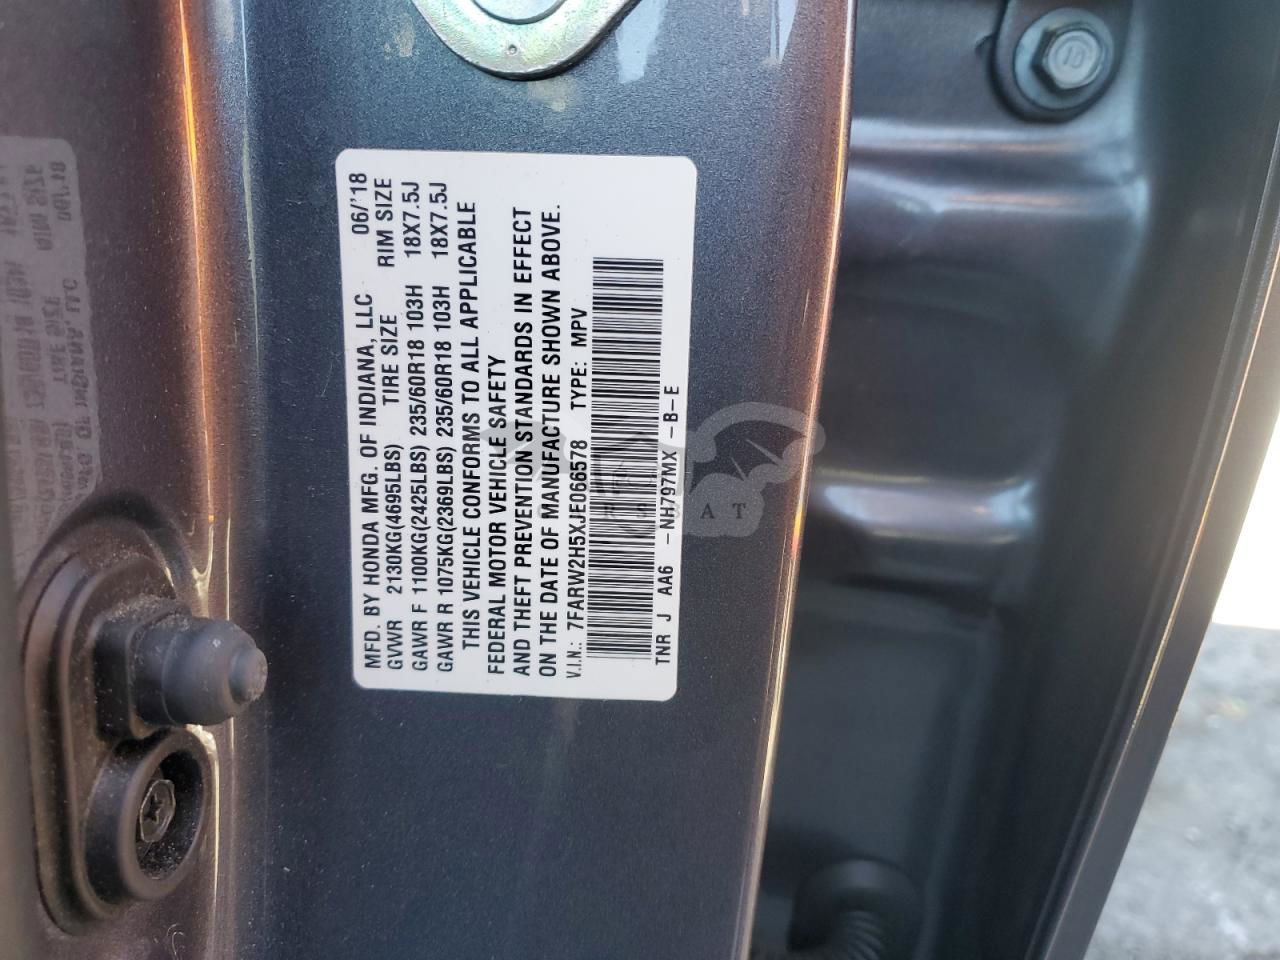 MFD. BY HONDA MFG. OF INDIANA, LLC 06/'18
GVWR 2130KG(4695LBS) TIRE SIZE RIM SIZE
GAWR F 1100KG(2425LBS) 235/60R18 103H 18X7.5J
GAWR R 1075KG(2369LBS) 235/60R18 103H 18X7.5J
THIS VEHICLE CONFORMS TO ALL APPLICABLE
FEDERAL MOTOR VEHICLE SAFETY
AND THEFT PREVENTION STANDARDS IN EFFECT
ON THE DATE OF MANUFACTURE SHOWN ABOVE.
V.I.N.: 7FARW2H5XJE066578 TYPE: MPV
TNR J AA6 -NH797MX -B-E
10